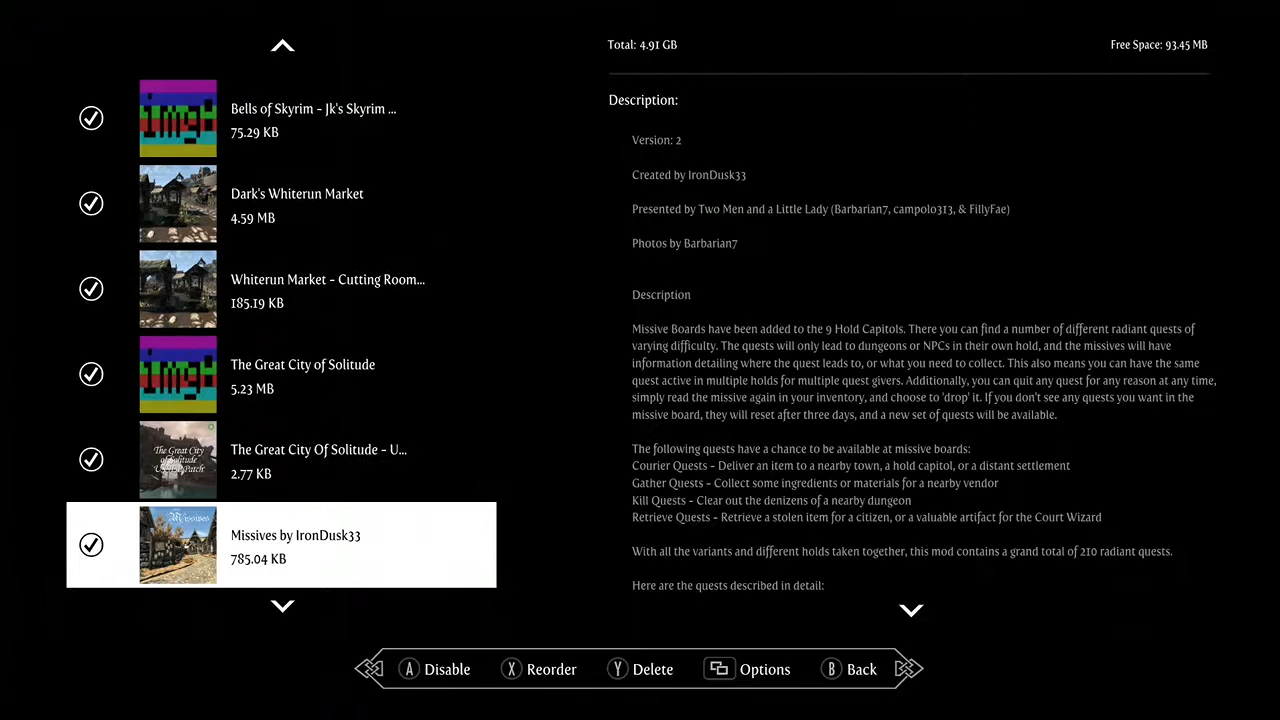 Total: 4.91 GB
Free Space: 93.45 MB
Bells of Skyrim - Jk's Skyrim ...
75.29 KB
Dark's Whiterun Market
4.59 MB
Whiterun Market - Cutting Room...
185.19 KB
The Great City of Solitude
5.23 MB
The Great City
of Solitude
The Great City Of Solitude - U...
2.77 KB
Missives
Missives by IronDusk33
785.04 KB
Description:
Version: 2
Created by IronDusk33
Presented by Two Men and a Little Lady (Barbarian7, campolo313, & FillyFae)
Photos by Barbarian7
Description
Missive Boards have been added to the 9 Hold Capitols. There you can find a number of different radiant quests of
varying difficulty. The quests will only lead to dungeons or NPCs in their own hold, and the missives will have
information detailing where the quest leads to, or what you need to collect. This also means you can have the same
quest active in multiple holds for multiple quest givers. Additionally, you can quit any quest for any reason at any time,
simply read the missive again in your inventory, and choose to 'drop' it. If you don't see any quests you want in the
missive board, they will reset after three days, and a new set of quests will be available.
The following quests have a chance to be available at missive boards:
Courier Quests - Deliver an item to a nearby town, a hold capitol, or a distant settlement
Gather Quests - Collect some ingredients or materials for a nearby vendor
Kill Quests - Clear out the denizens of a nearby dungeon
Retrieve Quests - Retrieve a stolen item for a citizen, or a valuable artifact for the Court Wizard
With all the variants and different holds taken together, this mod contains a grand total of 210 radiant quests.
Here are the quests described in detail:
A Disable X Reorder Y Delete Options B Back